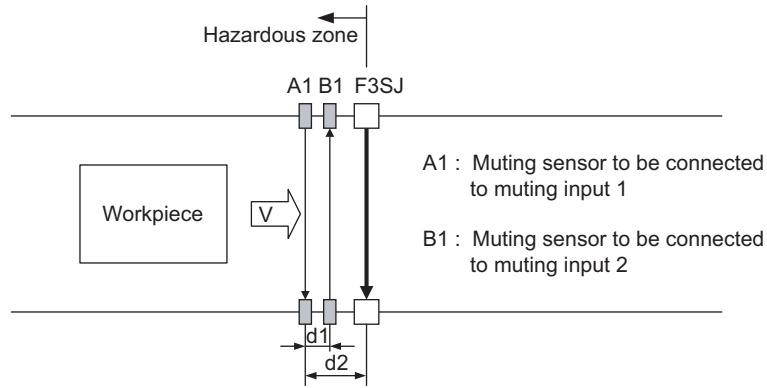 Hazardous zone
A1 B1 F3SJ
A1 : Muting sensor to be connected
to muting input 1
Workpiece
V
B1 : Muting sensor to be connected
to muting input 2
d1
d2